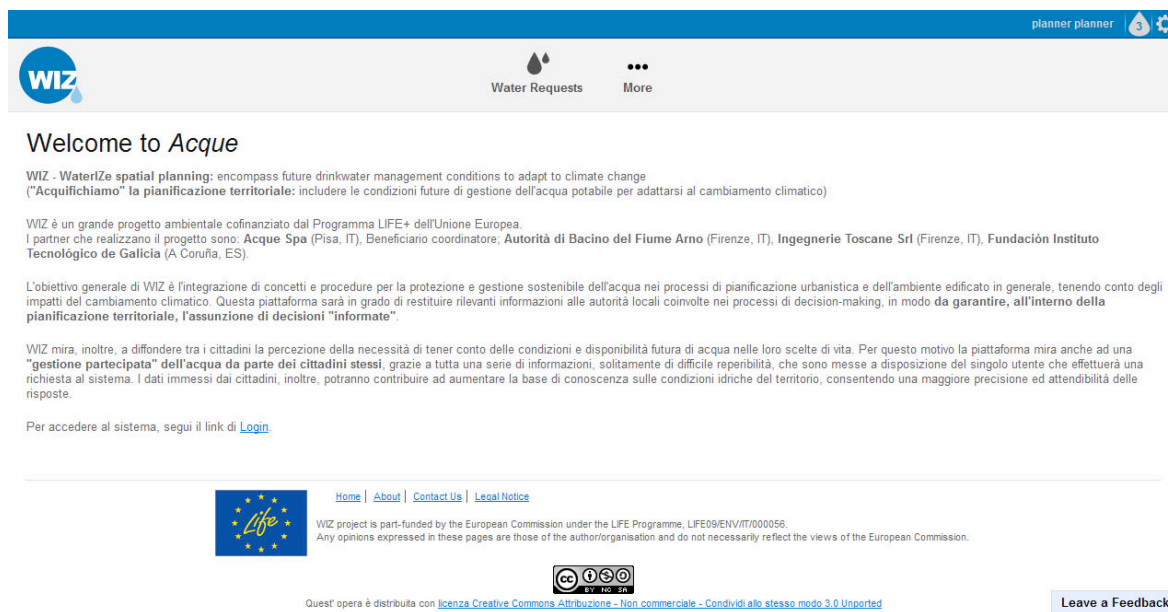 planner planner
3
WIZ
Water Requests
More
Welcome to Acque
WIZ - WaterIZe spatial planning: encompass future drinkwater management conditions to adapt to climate change
("Acquifichiamo" la pianificazione territoriale: includere le condizioni future di gestione dell'acqua potabile per adattarsi al cambiamento climatico)
WIZ è un grande progetto ambientale cofinanziato dal Programma LIFE+ dell'Unione Europea.
I partner che realizzano il progetto sono: Acque Spa (Pisa, IT), Beneficiario coordinatore; Autorità di Bacino del Fiume Arno (Firenze, IT), Ingegnerie Toscane Srl (Firenze, IT), Fundación Instituto
Tecnológico de Galicia (A Coruña, ES).
L'obiettivo generale di WIZ è l'integrazione di concetti e procedure per la protezione e gestione sostenibile dell'acqua nei processi di pianificazione urbanistica e dell'ambiente edificato in generale, tenendo conto degli
impatti del cambiamento climatico. Questa piattaforma sarà in grado di restituire rilevanti informazioni alle autorità locali coinvolte nei processi di decision-making, in modo da garantire, all'interno della
pianificazione territoriale, l'assunzione di decisioni "informate".
WIZ mira, inoltre, a diffondere tra i cittadini la percezione della necessità di tener conto delle condizioni e disponibilità futura di acqua nelle loro scelte di vita. Per questo motivo la piattaforma mira anche ad una
"gestione partecipata" dell'acqua da parte dei cittadini stessi, grazie a tutta una serie di informazioni, solitamente di difficile reperibilità, che sono messe a disposizione del singolo utente che effettuerà una
richiesta al sistema. I dati immessi dai cittadini, inoltre, potranno contribuire ad aumentare la base di conoscenza sulle condizioni idriche del territorio, consentendo una maggiore precisione ed attendibilità delle
risposte.
Per accedere al sistema, segui il link di Login.
Life
Home | About | Contact Us | Legal Notice
WIZ project is part-funded by the European Commission under the LIFE Programme, LIFE09/ENV/IT/000056.
Any opinions expressed in these pages are those of the author/organisation and do not necessarily reflect the views of the European Commission.
cc
BY NC SA
Quest' opera è distribuita con licenza Creative Commons Attribuzione - Non commerciale - Condividi allo stesso modo 3.0 Unported
Leave a Feedback